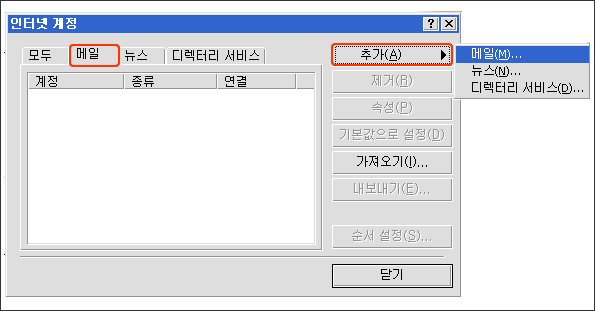 인터넷 계정
모두 메일 뉴스 디렉터리 서비스
계정 종류 연결
추가(A)
제거(R)
속성(P)
기본값으로 설정(D)
가져오기(I)...
내보내기(E)...
순서 설정(S)...
닫기
메일(M)...
뉴스(N)...
디렉터리 서비스(D)...